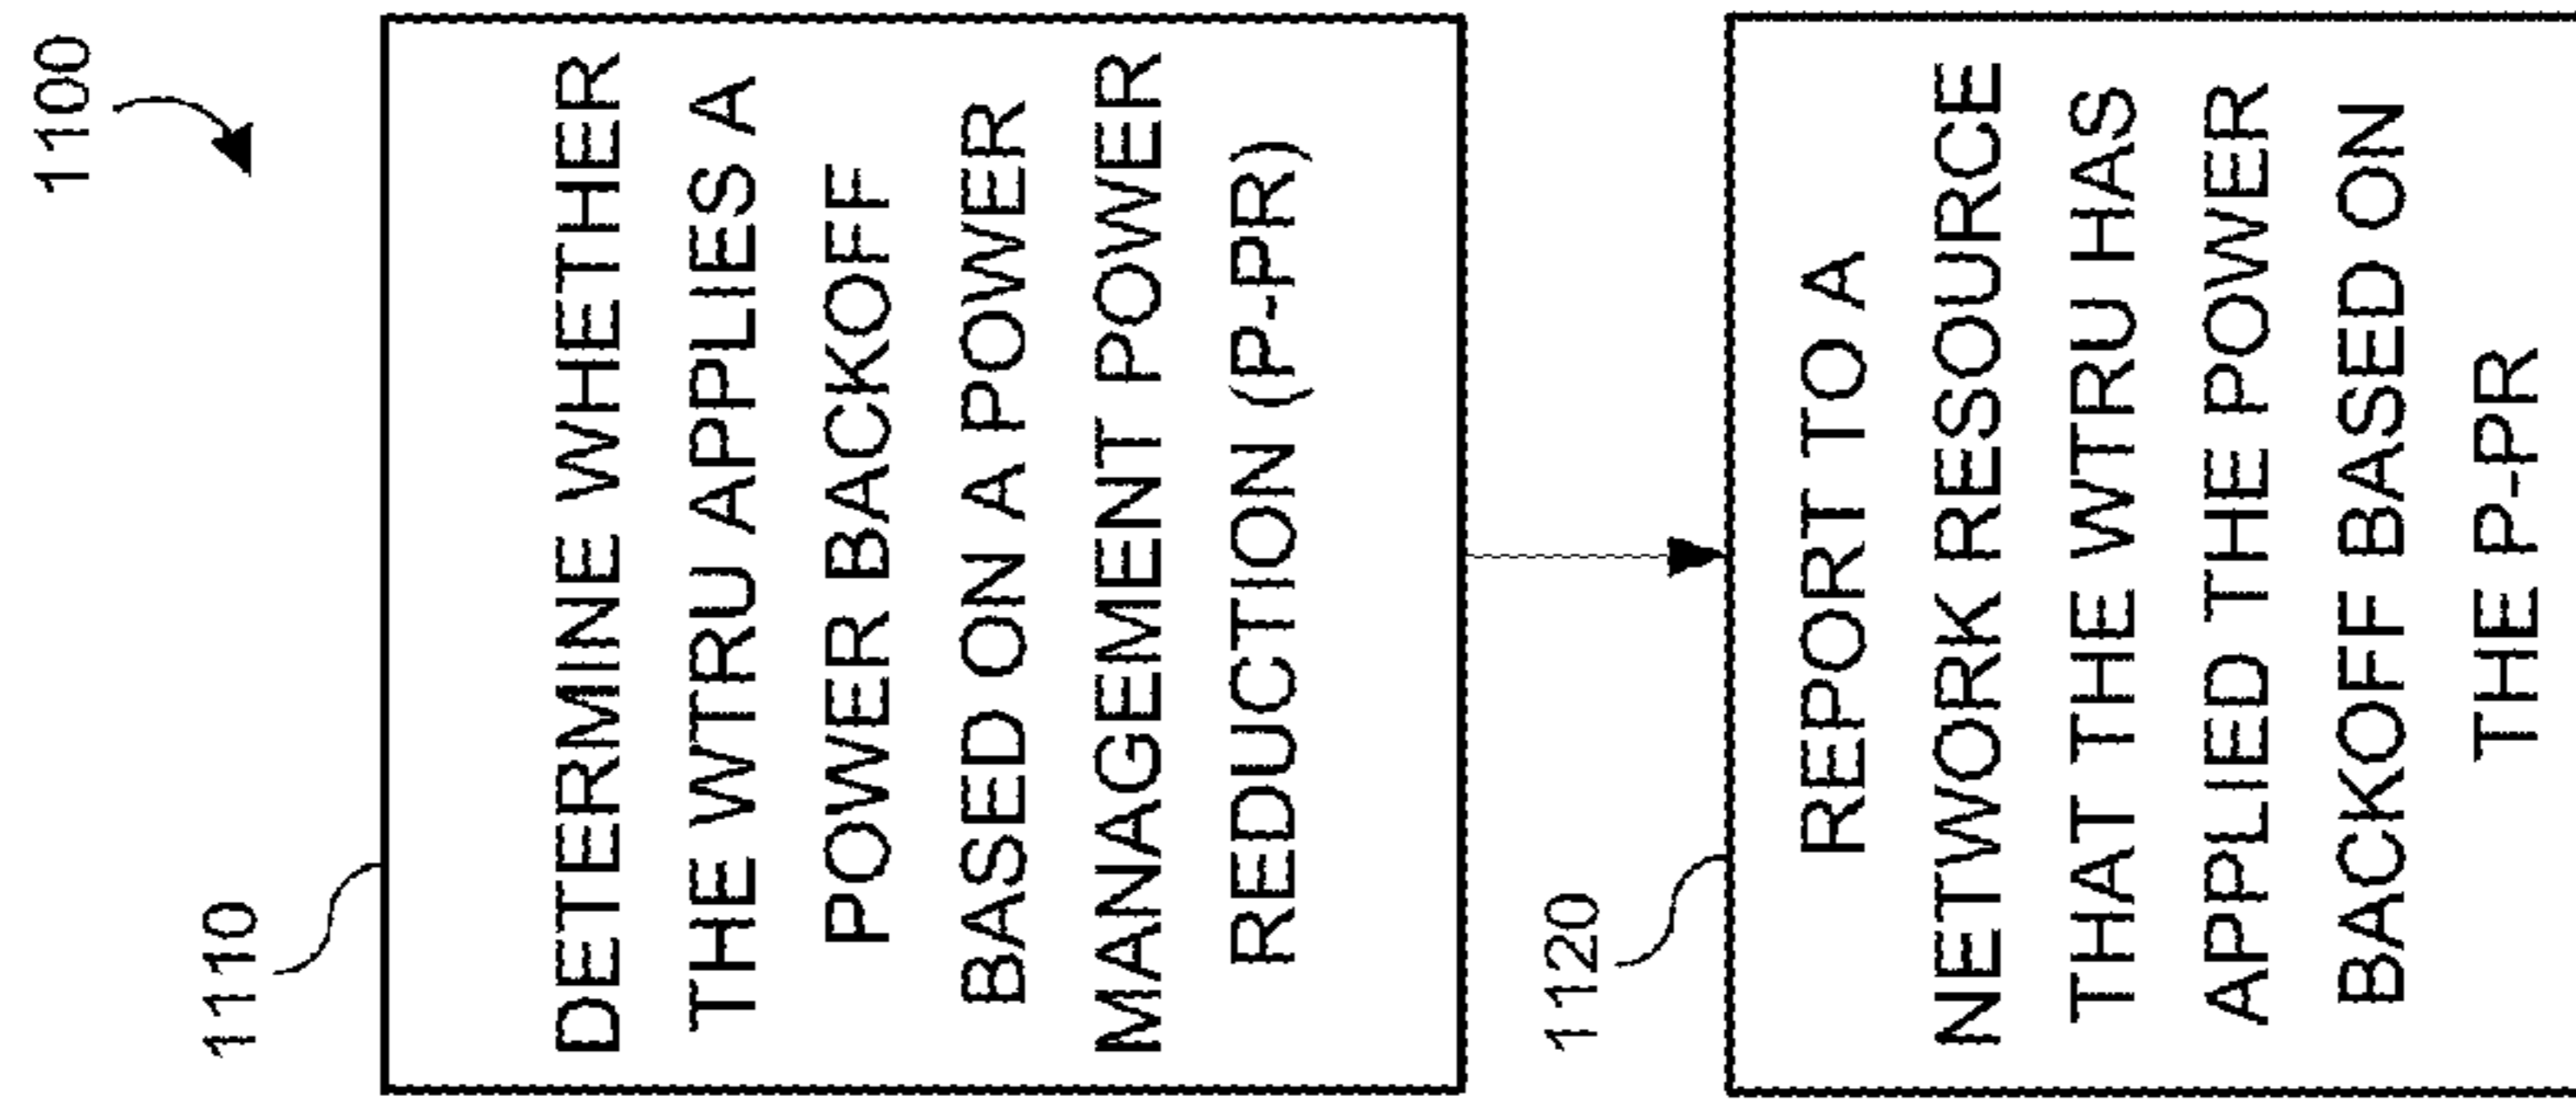 1100
1110
DETERMINE WHETHER
THE WTRU APPLIES A
POWER BACKOFF
BASED ON A POWER
MANAGEMENT POWER
REDUCTION (P-PR)
1120
REPORT TO A
NETWORK RESOURCE
THAT THE WTRU HAS
APPLIED THE POWER
BACKOFF BASED ON
THE P-PR